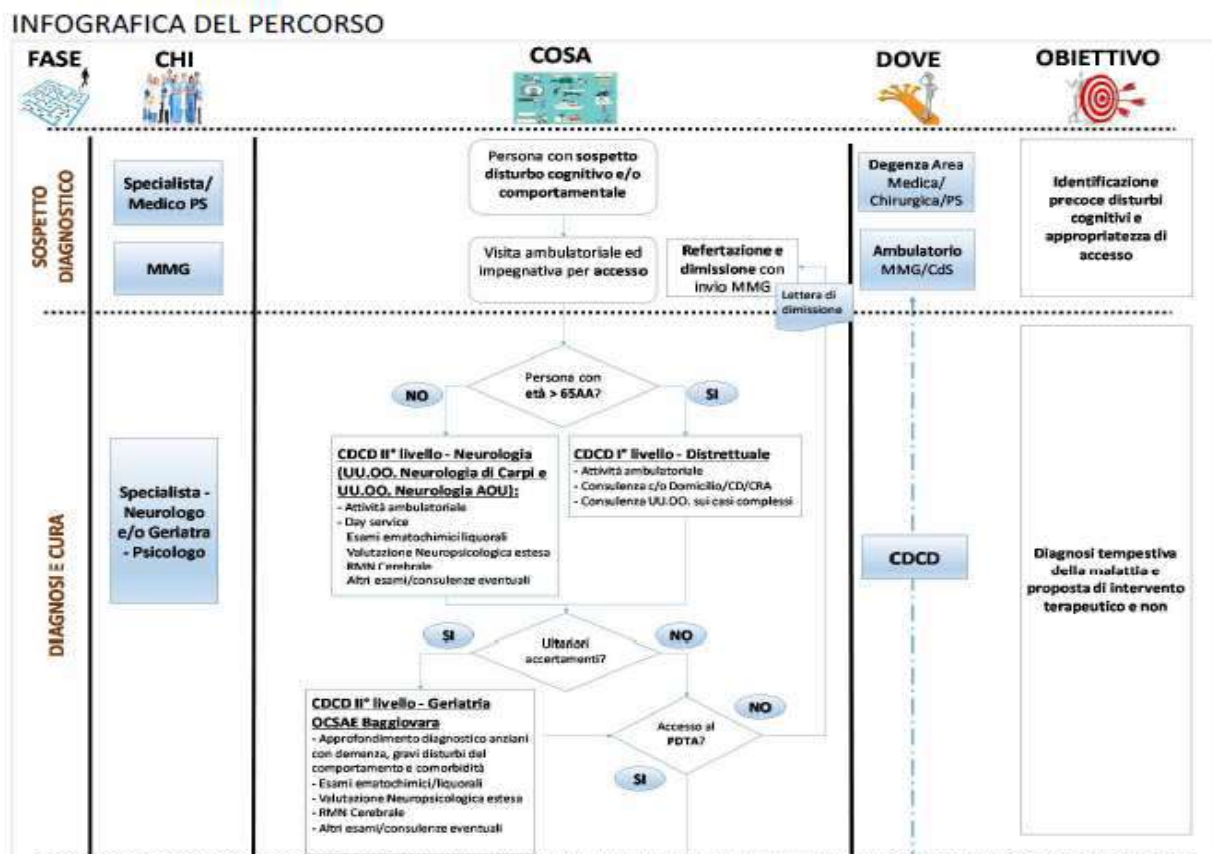 INFOGRAFICA DEL PERCORSO
FASE
CHI
COSA
DOVE
OBIETTIVO
SOSPETTO
DIAGNOSTICO
Specialista/
Medico PS
MMG
Persona con sospetto
disturbo cognitivo e/o
comportamentale
Visita ambulatoriale ed
impegnativa per accesso
Refertazione e
dimissione con
invio MMG
Lettera di
dimissione
Degenza Area
Medica/
Chirurgica/PS
Ambulatorio
MMG/CdS
Identificazione
precoce disturbi
cognitivi e
appropriatezza di
accesso
DIAGNOSI E CURA
Specialista -
Neurologo
e/o Geriatra
- Psicologo
Persona con
età > 65AA?
NO
SI
CDCD II° livello - Neurologia
(UU.OO. Neurologia di Carpi e
UU.OO. Neurologia AOU):
- Attività ambulatoriale
- Day service
Esami ematochimici liquorali
Valutazione Neuropsicologica estesa
RMN Cerebrale
Altri esami/consulenze eventuali
CDCD I° livello - Distrettuale
- Attività ambulatoriale
- Consulenza c/o Domicilio/CD/CRA
- Consulenza UU.OO. sui casi complessi
Ulteriori
accertamenti?
SI
NO
CDCD II° livello - Geriatria
OCSAE Baggiovara
- Approfondimento diagnostico anziani
con demenza, gravi disturbi del
comportamento e comorbidità
- Esami ematochimici/liquorali
- Valutazione Neuropsicologica estesa
- RMN Cerebrale
- Altri esami/consulenze eventuali
Accesso al
PDTA?
NO
SI
CDCD
Diagnosi tempestiva
della malattia e
proposta di intervento
terapeutico e non